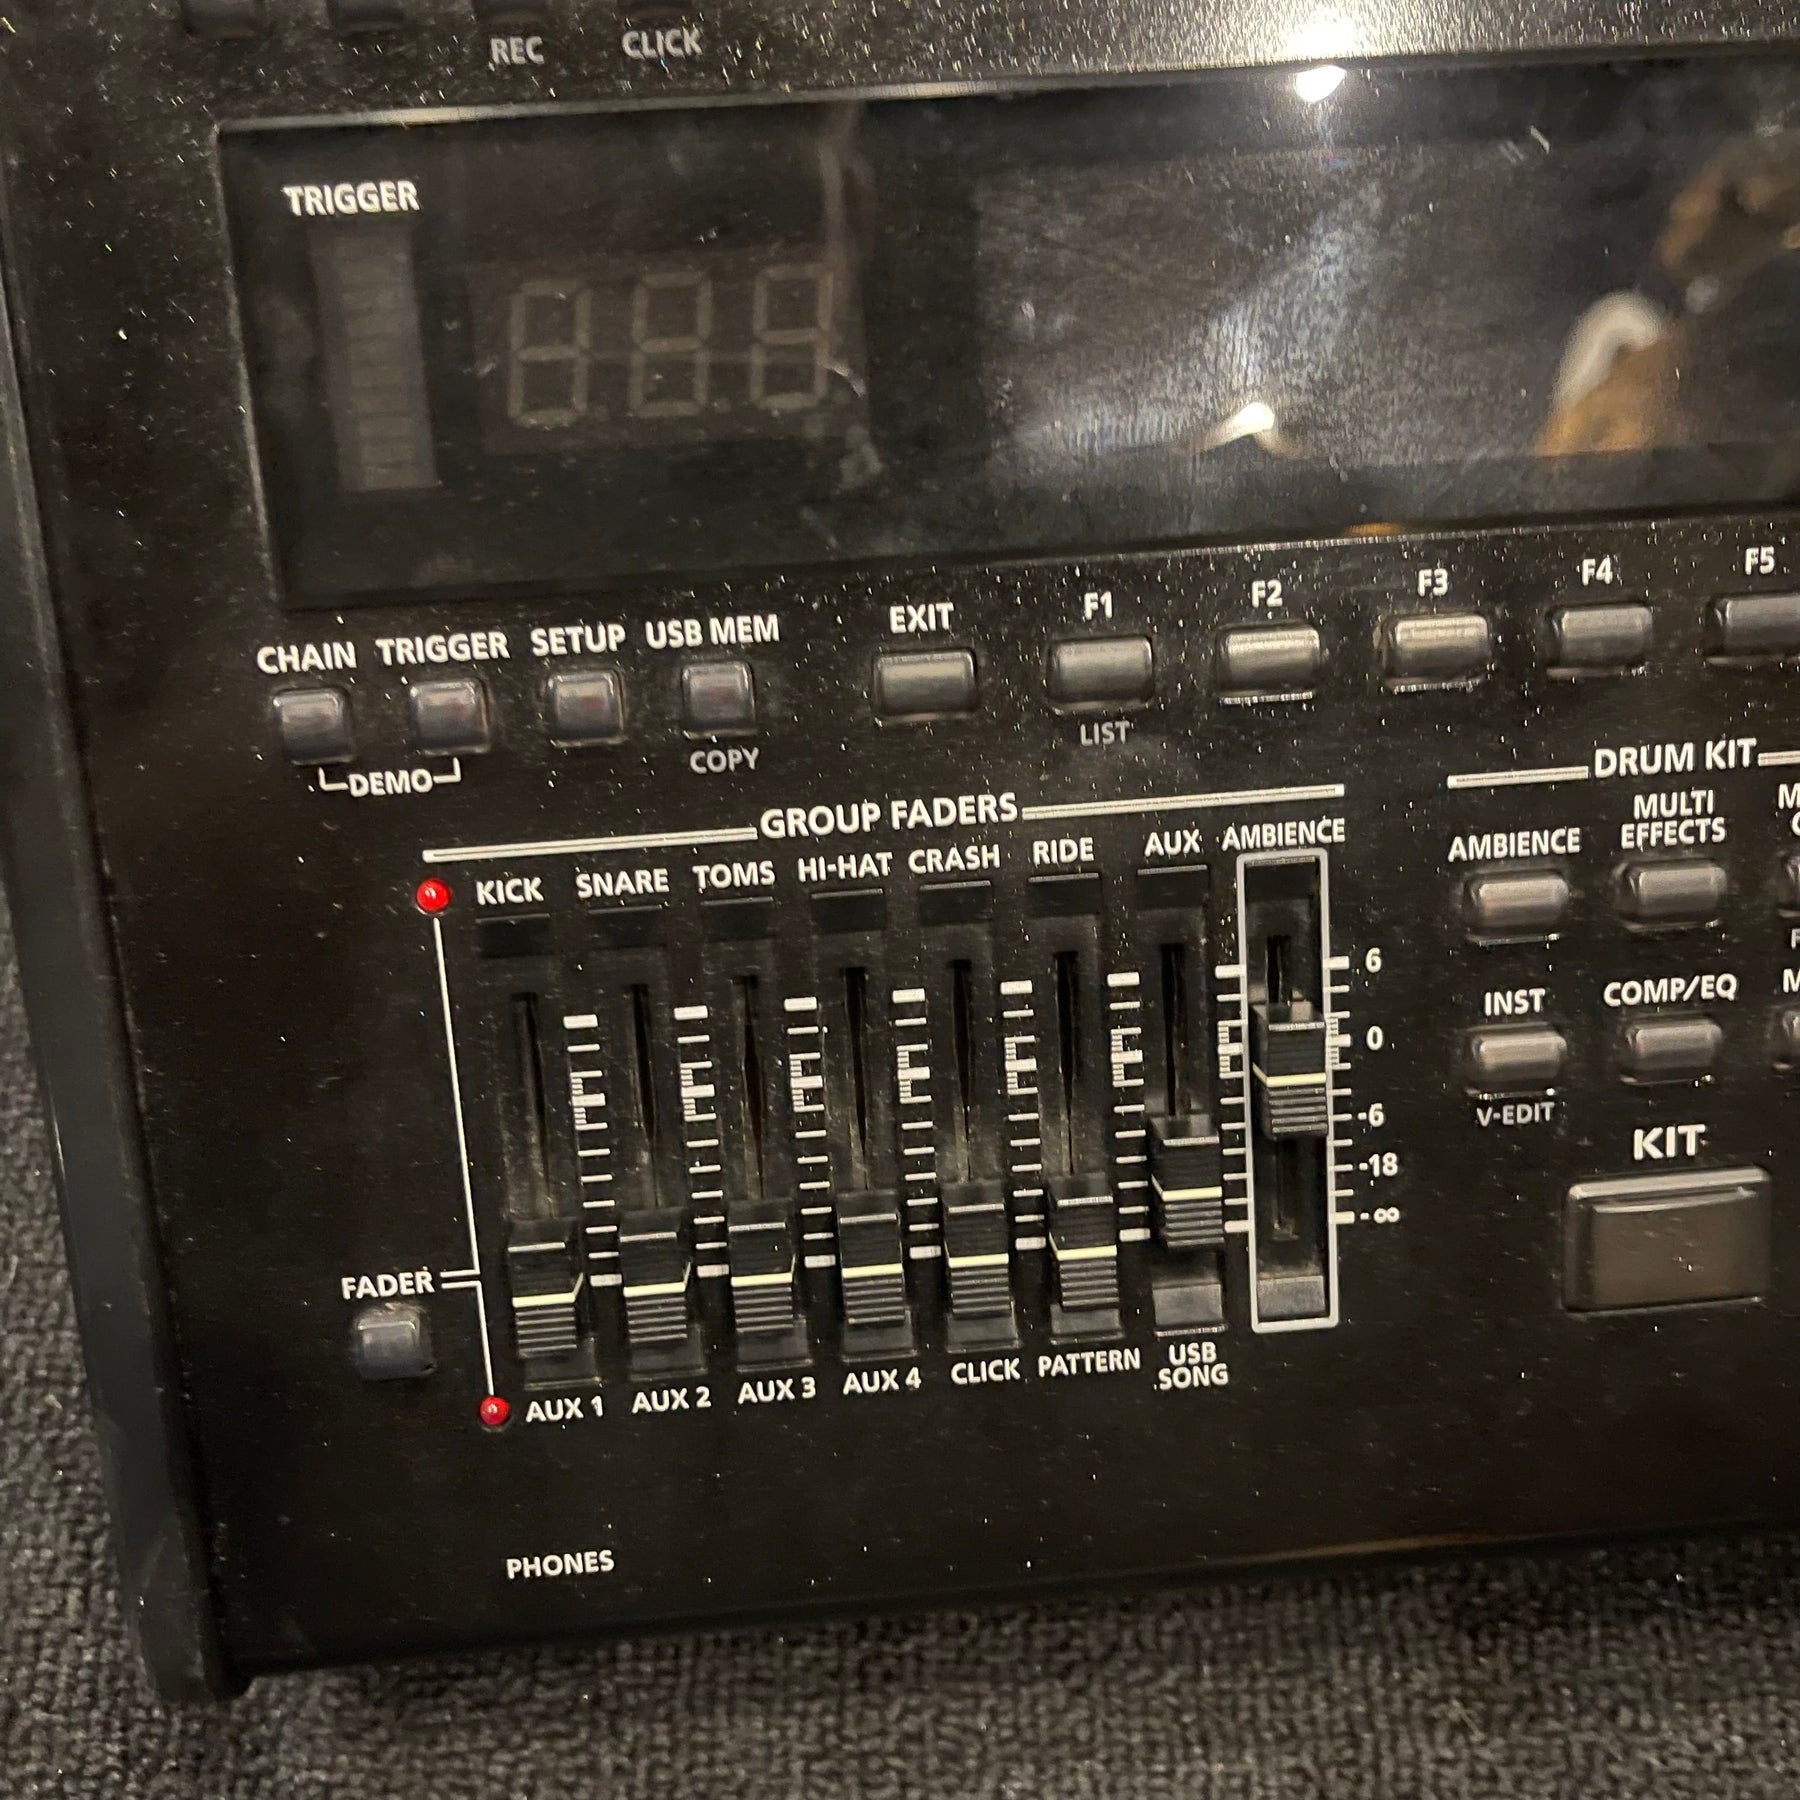 REC CLICK
TRIGGER
CHAIN TRIGGER SETUP USB MEM EXIT F1 F2 F3 F4 F5
DEMO COPY LIST
GROUP FADERS
KICK SNARE TOMS HI-HAT CRASH RIDE AUX AMBIENCE
6
0
-6
-18
-∞
FADER
AUX 1 AUX 2 AUX 3 AUX 4 CLICK PATTERN USB SONG
PHONES
DRUM KIT
AMBIENCE MULTI EFFECTS
INST COMP/EQ
V-EDIT
KIT